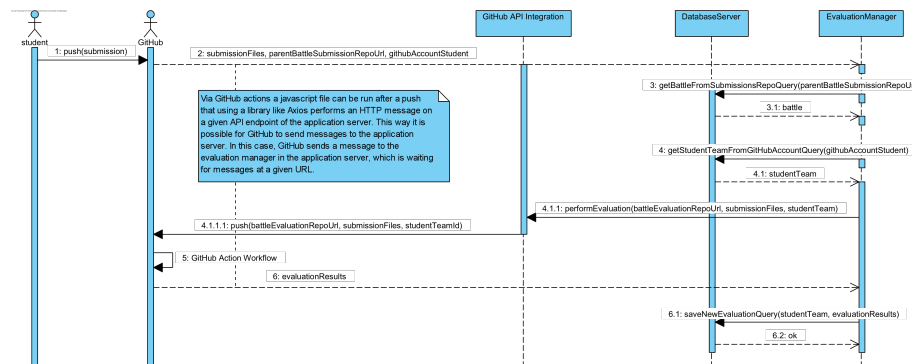 GitHub API Integration
DatabaseServer
EvaluationManager
student
GitHub
1: push(submission)
2: submissionFiles, parentBattleSubmissionRepoUrl, githubAccountStudent
3: getBattleFromSubmissionsRepoQuery(parentBattleSubmissionRepoU
Via GitHub actions a javascript file can be run after a push
that using a library like Axios performs an HTTP message on
a given API endpoint of the application server. This way it is
possible for GitHub to send messages to the application
server. In this case, GitHub sends a message to the
evaluation manager in the application server, which is waiting
for messages at a given URL.
3.1: battle
4: getStudentTeamFromGitHubAccountQuery(githubAccountStudent)
4.1: studentTeam
4.1.1: performEvaluation(battleEvaluationRepoUrl, submissionFiles, studentTeam)
4.1.1.1: push(battleEvaluationRepoUrl, submissionFiles, studentTeamId)
5: GitHub Action Workflow
6: evaluationResults
6.1: saveNewEvaluationQuery(studentTeam, evaluationResults)
6.2: ok